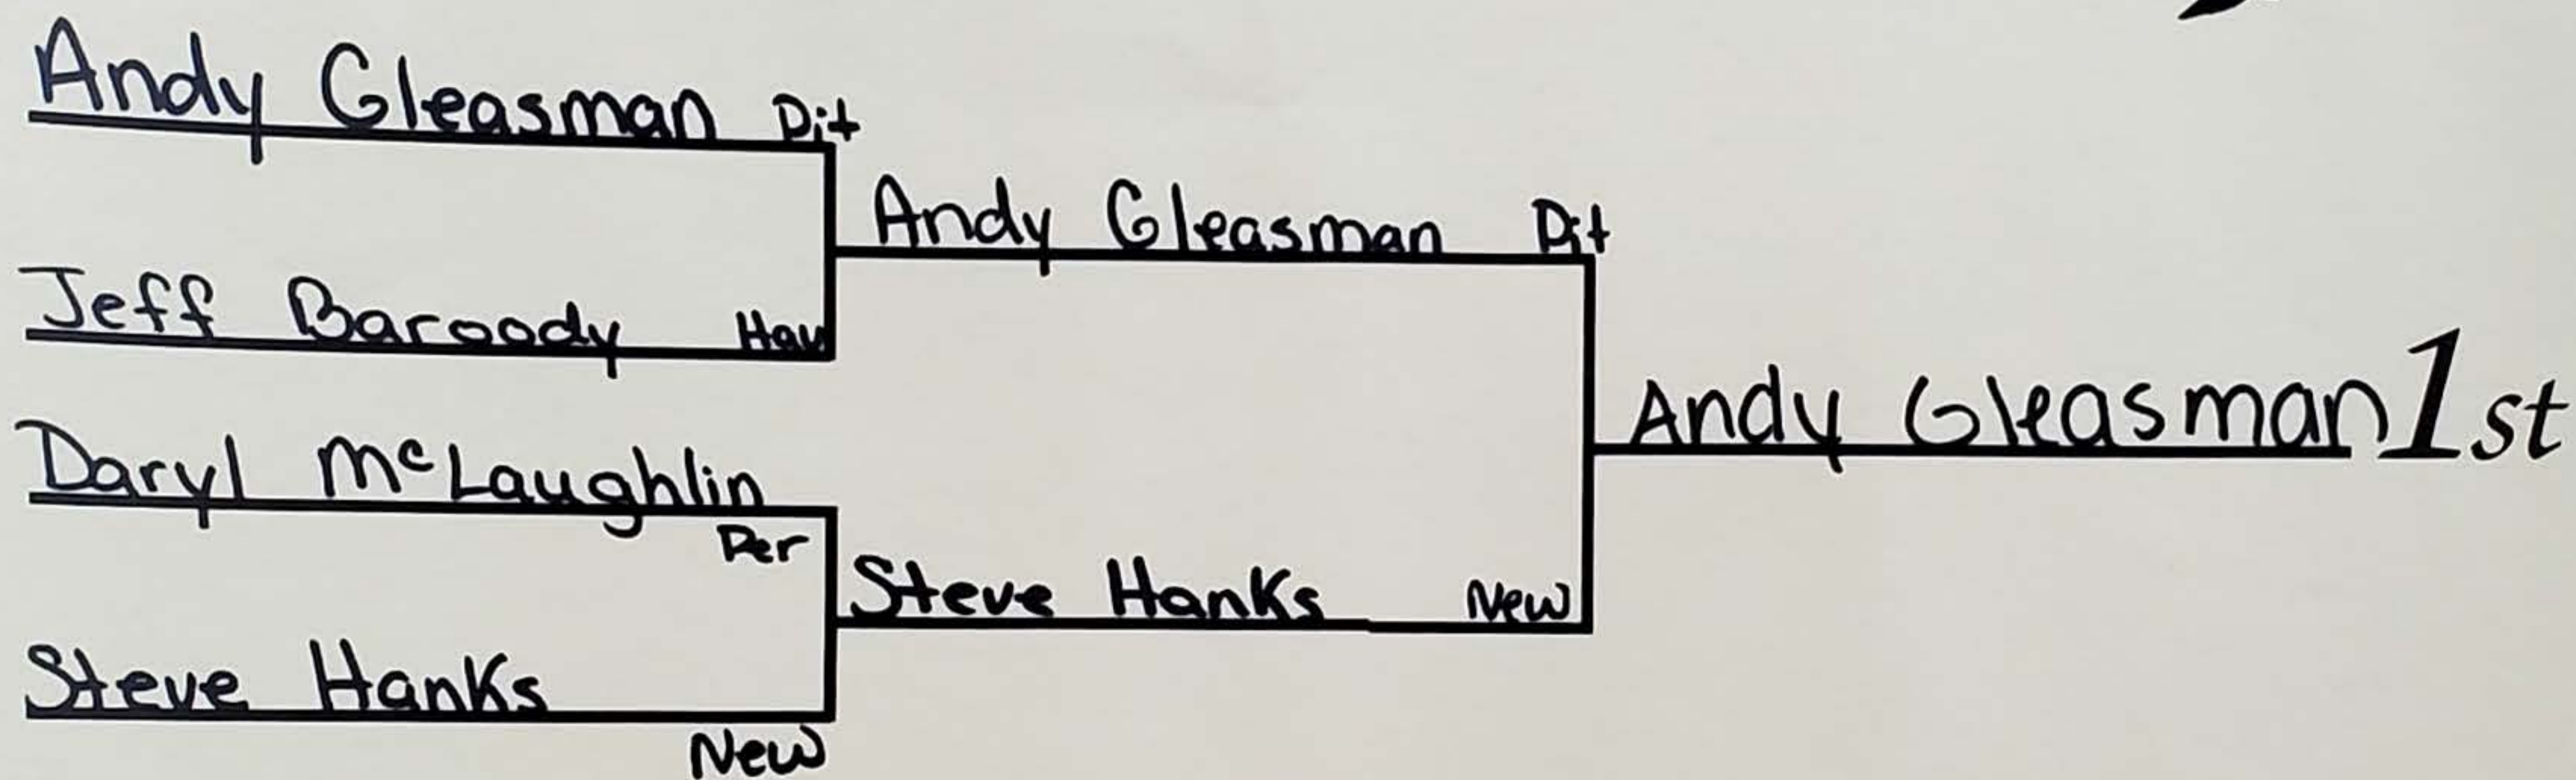 Andy Gleasman Pit
Andy Gleasman Pit
Jeff Baroody Hav
Andy Gleasman 1st
Daryl McLaughlin
Per
Steve Hanks New
Steve Hanks
New